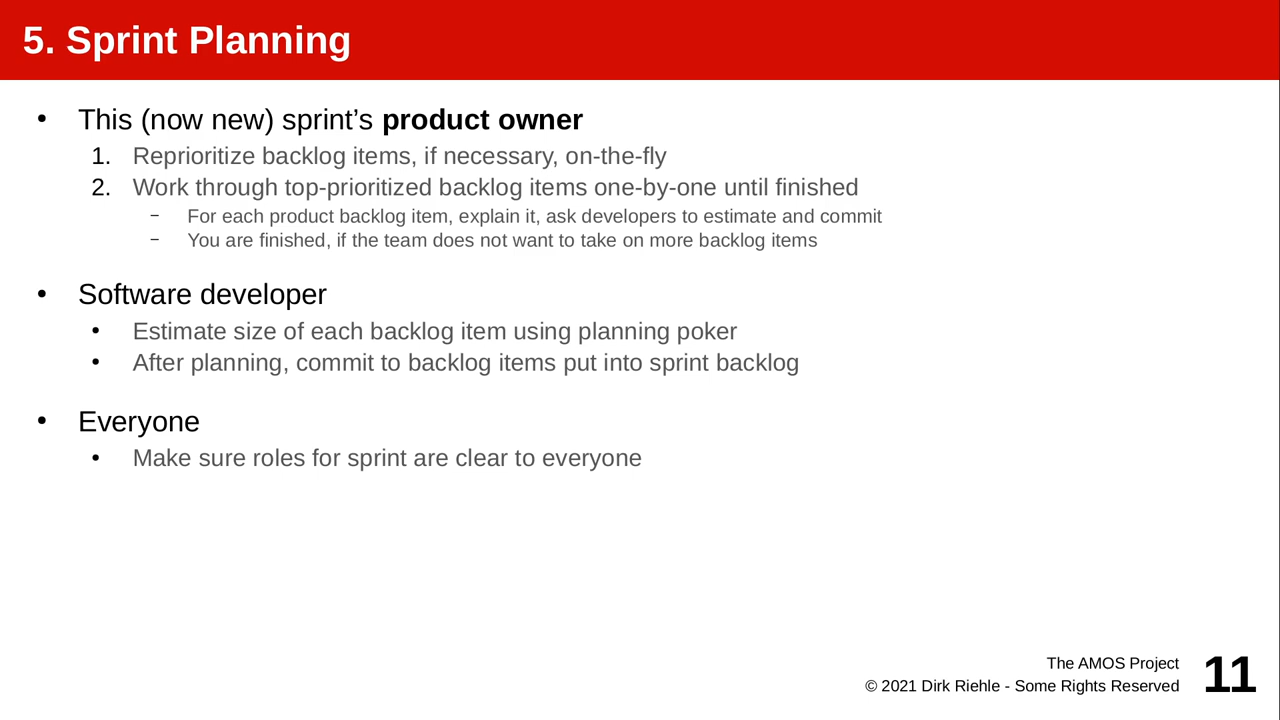 5. Sprint Planning
• This (now new) sprint’s product owner
1. Reprioritize backlog items, if necessary, on-the-fly
2. Work through top-prioritized backlog items one-by-one until finished
– For each product backlog item, explain it, ask developers to estimate and commit
– You are finished, if the team does not want to take on more backlog items
• Software developer
• Estimate size of each backlog item using planning poker
• After planning, commit to backlog items put into sprint backlog
• Everyone
• Make sure roles for sprint are clear to everyone
The AMOS Project
© 2021 Dirk Riehle - Some Rights Reserved
11